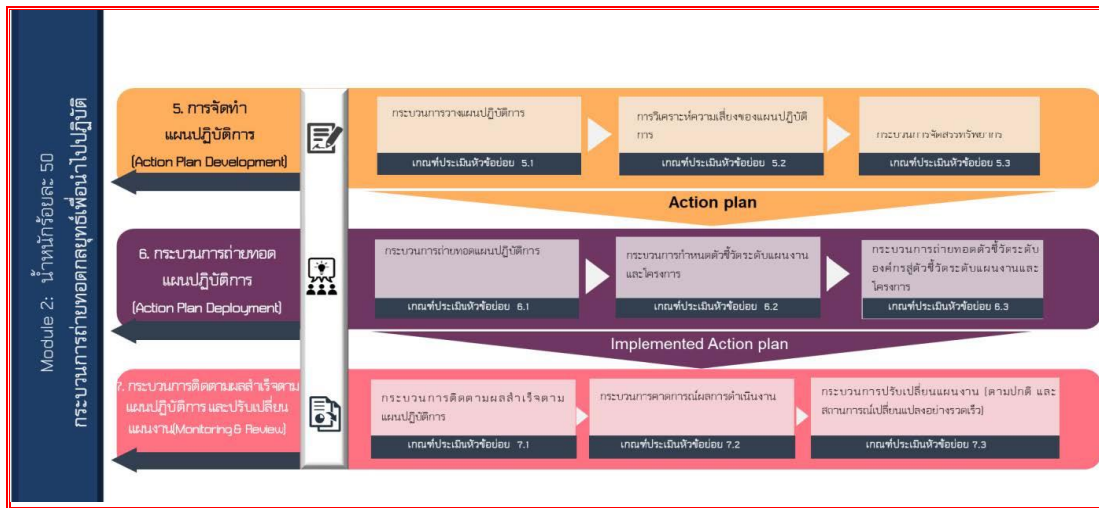 Module 2: น้ำหนักร้อยละ 50
กระบวนการถ่ายทอดกลยุทธ์เพื่อนำไปปฏิบัติ
5. การจัดทำ
แผนปฏิบัติการ
(Action Plan Development)
กระบวนการวางแผนปฏิบัติการ
เกณฑ์ประเมินหัวข้อย่อย 5.1
การวิเคราะห์ความเสี่ยงของแผนปฏิบัติ
การ
เกณฑ์ประเมินหัวข้อย่อย 5.2
กระบวนการจัดสรรทรัพยากร
เกณฑ์ประเมินหัวข้อย่อย 5.3
Action plan
6. กระบวนการถ่ายทอด
แผนปฏิบัติการ
(Action Plan Deployment)
กระบวนการถ่ายทอดแผนปฏิบัติการ
เกณฑ์ประเมินหัวข้อย่อย 6.1
กระบวนการกำหนดตัวชี้วัดระดับแผนงาน
และโครงการ
เกณฑ์ประเมินหัวข้อย่อย 6.2
กระบวนการถ่ายทอดตัวชี้วัดระดับ
องค์กรสู่ตัวชี้วัดระดับแผนงานและ
โครงการ
เกณฑ์ประเมินหัวข้อย่อย 6.3
Implemented Action plan
7. กระบวนการติดตามผลสำเร็จตาม
แผนปฏิบัติการ และปรับเปลี่ยน
แผนงาน(Monitoring & Review)
กระบวนการติดตามผลสำเร็จตาม
แผนปฏิบัติการ
เกณฑ์ประเมินหัวข้อย่อย 7.1
กระบวนการคาดการณ์ผลการดำเนินงาน
เกณฑ์ประเมินหัวข้อย่อย 7.2
กระบวนการปรับเปลี่ยนแผนงาน (ตามปกติ และ
สถานการณ์เปลี่ยนแปลงอย่างรวดเร็ว)
เกณฑ์ประเมินหัวข้อย่อย 7.3